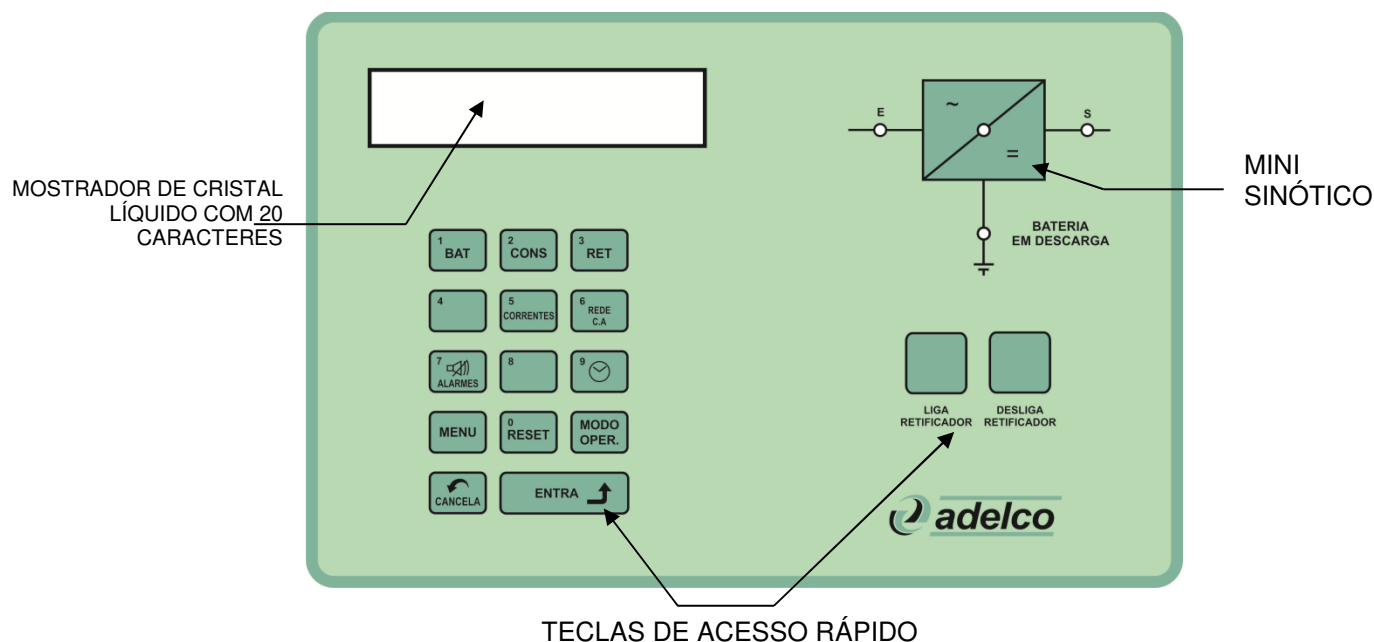 MOSTRADOR DE CRISTAL
LÍQUIDO COM 20
CARACTERES
1
BAT
2
CONS
3
RET
4
5
CORRENTES
6
REDE
C.A
7
ALARMES
8
9
MENU
0
RESET
MODO
OPER.
CANCELA
ENTRA
E
~
=
S
BATERIA
EM DESCARGA
MINI
SINÓTICO
LIGA
RETIFICADOR
DESLIGA
RETIFICADOR
adelco
TECLAS DE ACESSO RÁPIDO